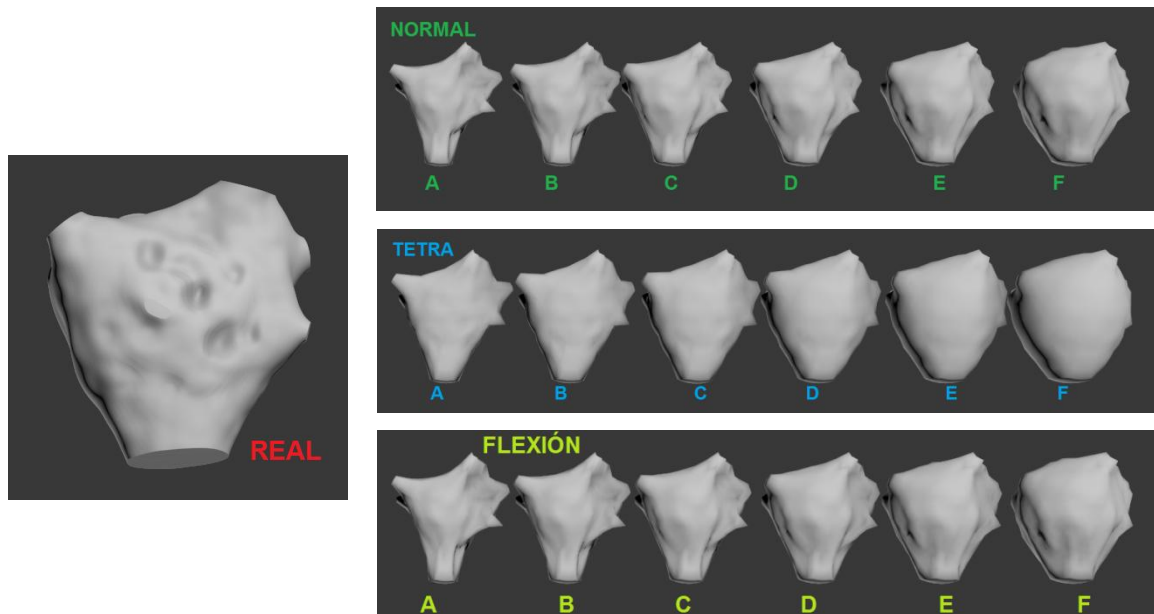 REAL
NORMAL
A B C D E F
TETRA
A B C D E F
FLEXIÓN
A B C D E F